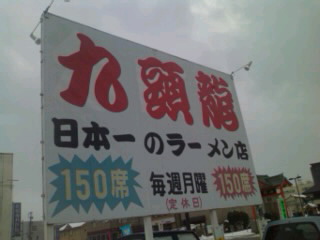 九頭龍
日本一のラーメン店
150席 毎週月曜 150席
(定休日)